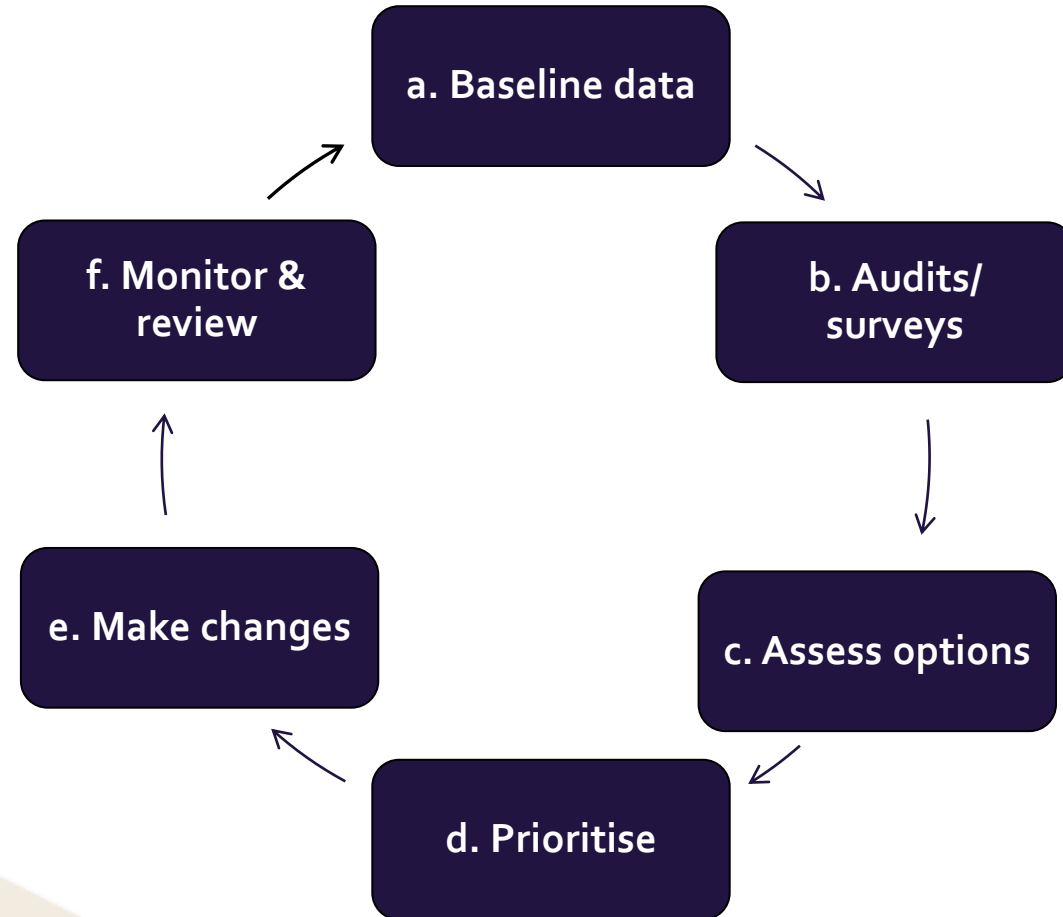 a. Baseline data
b. Audits/
surveys
c. Assess options
d. Prioritise
e. Make changes
f. Monitor &
review